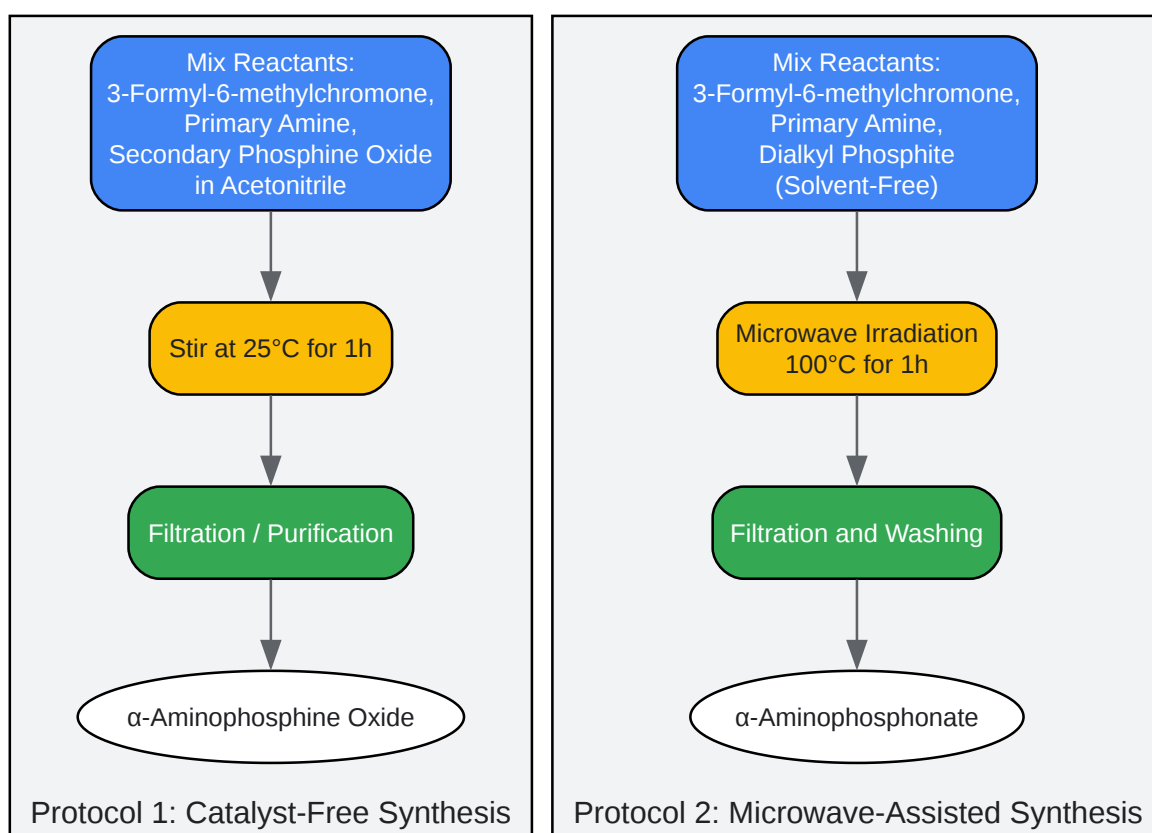 Mix Reactants:
3-Formyl-6-methylchromone,
Primary Amine,
Secondary Phosphine Oxide
in Acetonitrile
Stir at 25°C for 1h
Filtration / Purification
α-Aminophosphine Oxide
Protocol 1: Catalyst-Free Synthesis
Mix Reactants:
3-Formyl-6-methylchromone,
Primary Amine,
Dialkyl Phosphite
(Solvent-Free)
Microwave Irradiation
100°C for 1h
Filtration and Washing
α-Aminophosphonate
Protocol 2: Microwave-Assisted Synthesis